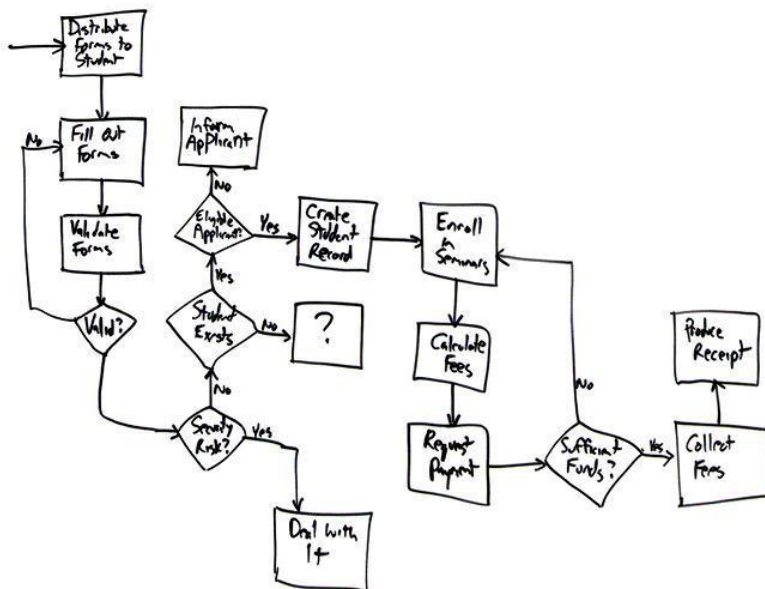 Distribute
Forms to
Student
Fill Out
Forms
No
Validate
Forms
Valid?
Inform
Applicant
No
Eligible
Applicant?
Yes
Create
Student
Record
Yes
Student
Exists
No
?
No
Security
Risk?
Yes
Deal with
It
Enroll
In
Seminars
Calculate
Fees
Request
Payment
No
Sufficient
Funds?
Yes
Collect
Fees
Produce
Receipt